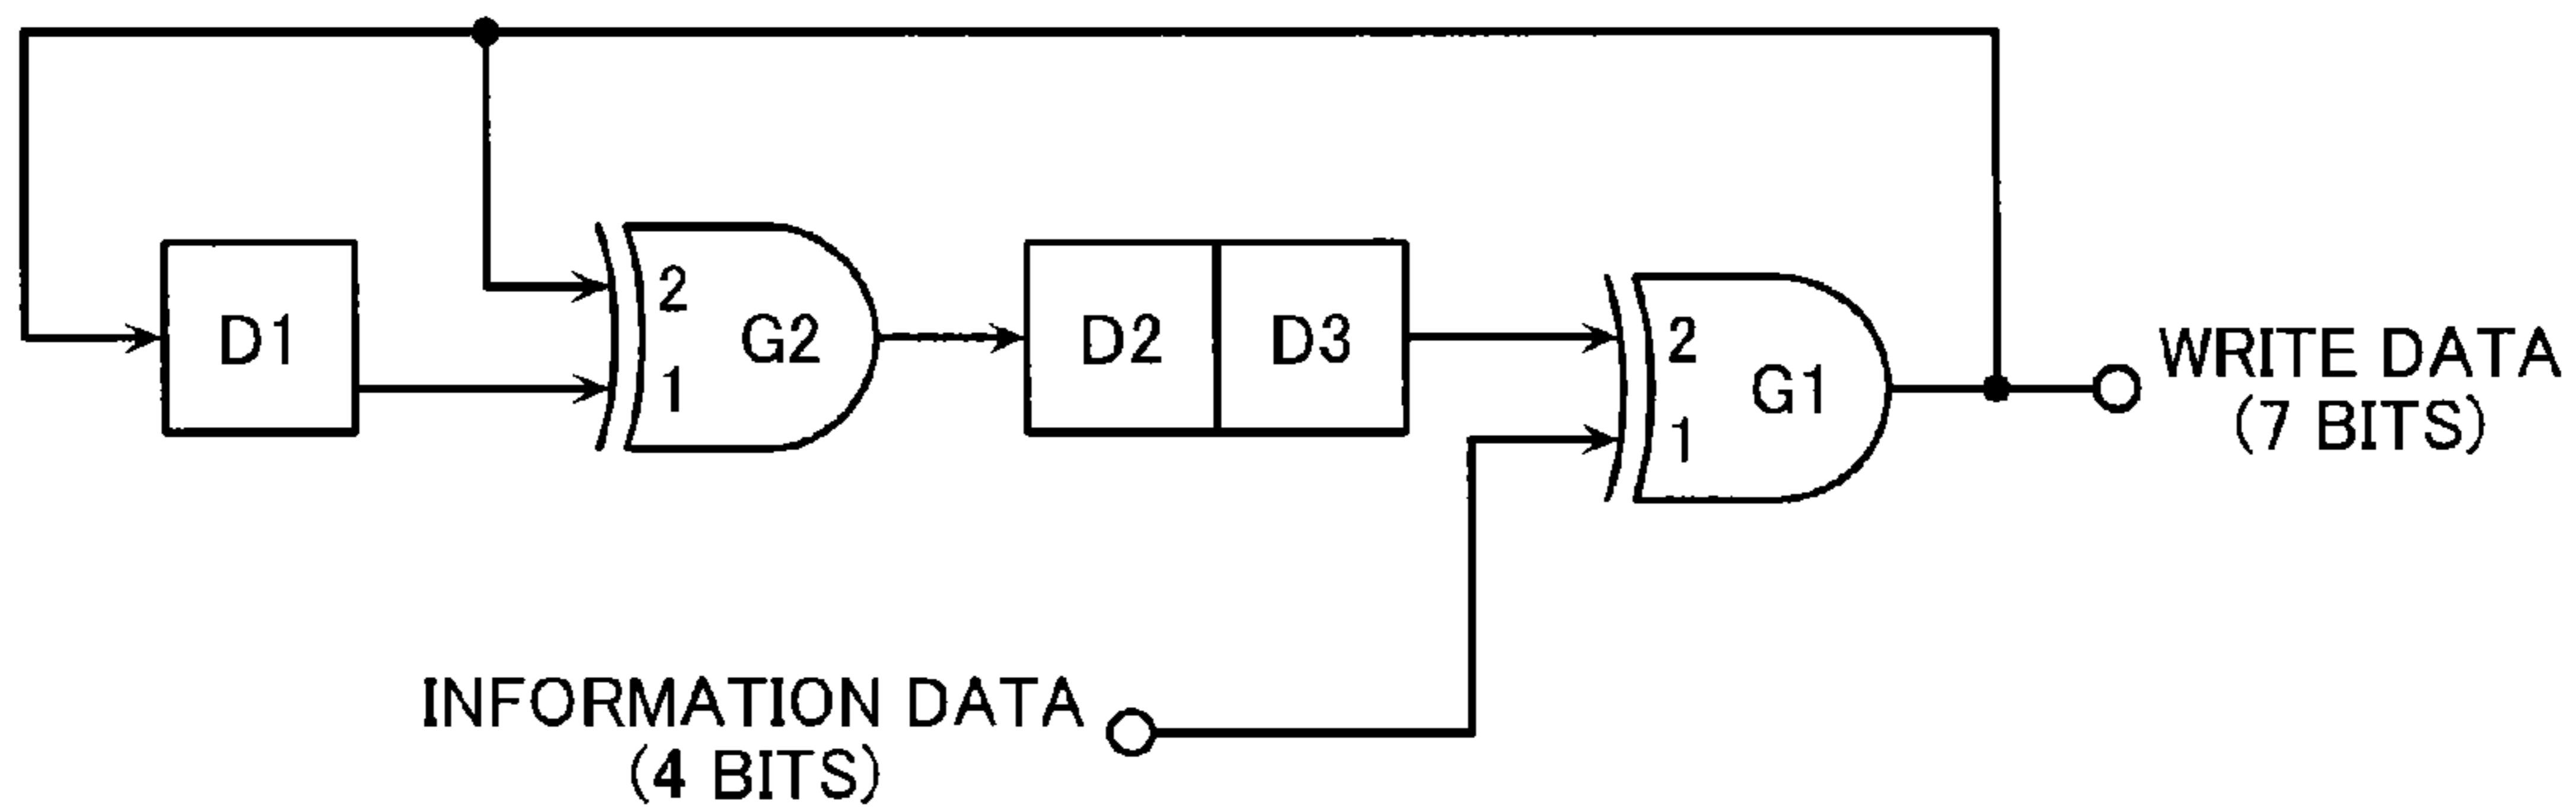 D1
2
1
G2
D2
D3
2
1
G1
WRITE DATA
(7 BITS)
INFORMATION DATA
(4 BITS)